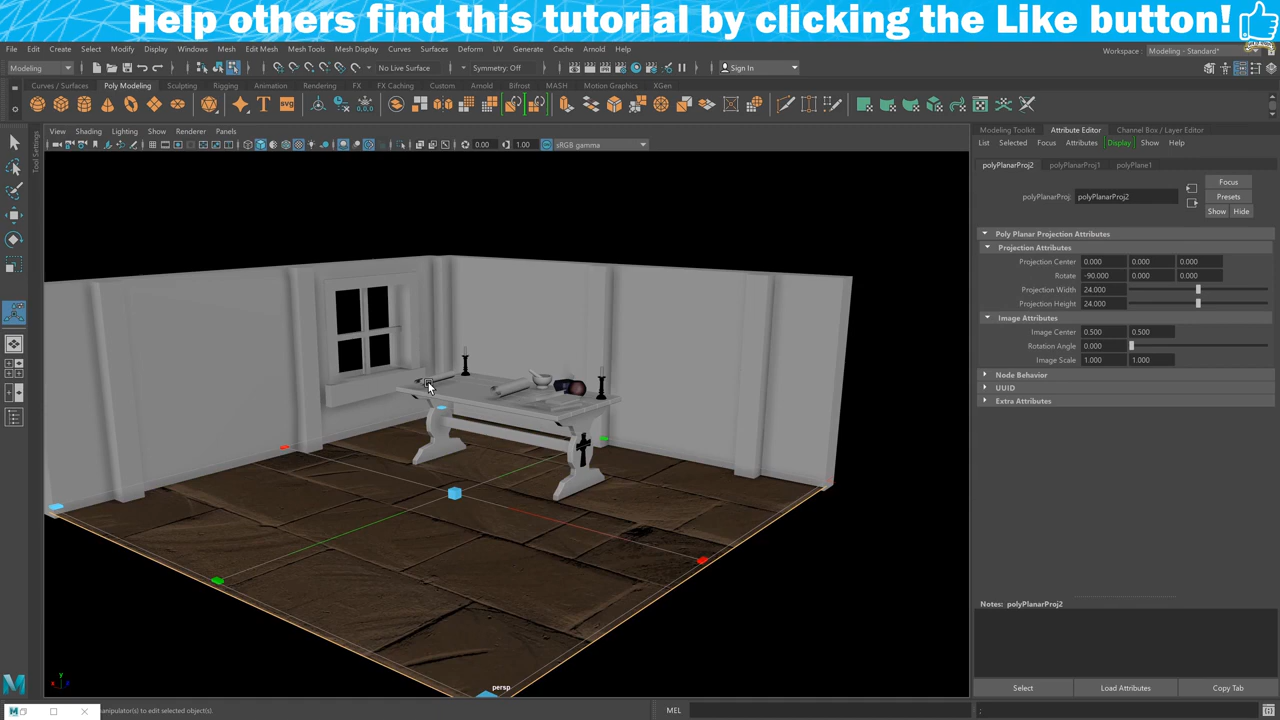 Help others find this tutorial by clicking the Like button!
File Edit Create Select Modify Display Windows Mesh Edit Mesh Mesh Tools Mesh Display Curves Surfaces Deform UV Generate Cache Arnold Help
Workspace : Modeling - Standard*
Modeling No Live Surface Symmetry: Off Sign In
Curves / Surfaces Poly Modeling Sculpting Rigging Animation Rendering FX FX Caching Custom Arnold Bifrost MASH Motion Graphics XGen
View Shading Lighting Show Renderer Panels
0.00 1.00 sRGB gamma
Tool Settings
Modeling Toolkit Attribute Editor Channel Box / Layer Editor
List Selected Focus Attributes Display Show Help
polyPlanarProj2 polyPlanarProj1 polyPlane1
polyPlanarProj: polyPlanarProj2
Focus
Presets
Show Hide
Poly Planar Projection Attributes
Projection Attributes
Projection Center 0.000 0.000 0.000
Rotate -90.000 0.000 0.000
Projection Width 24.000
Projection Height 24.000
Image Attributes
Image Center 0.500 0.500
Rotation Angle 0.000
Image Scale 1.000 1.000
Node Behavior
UUID
Extra Attributes
Notes: polyPlanarProj2
Select Load Attributes Copy Tab
persp
manipulator(s) to edit selected object(s).
MEL